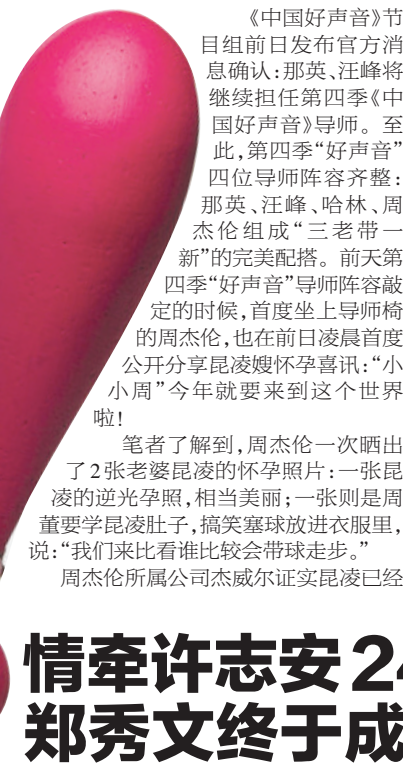 《中国好声音》节
目组前日发布官方消
息确认：那英、汪峰将
继续担任第四季《中
国好声音》导师。至
此，第四季“好声音”
四位导师阵容齐整：
那英、汪峰、哈林、周
杰伦组成“三老带一
新”的完美配搭。前天第
四季“好声音”导师阵容敲
定的时候，首度坐上导师椅
的周杰伦，也在前日凌晨首度
公开分享昆凌嫂怀孕喜讯：“小
小周”今年就要来到这个世界
啦！
笔者了解到，周杰伦一次晒出
了2张老婆昆凌的怀孕照片：一张昆
凌的逆光孕照，相当美丽；一张则是周
董要学昆凌肚子，搞笑塞球放进衣服里，
说：“我们来比看谁比较会带球走步。”
周杰伦所属公司杰威尔证实昆凌已经
情牵许志安2
郑秀文终于成